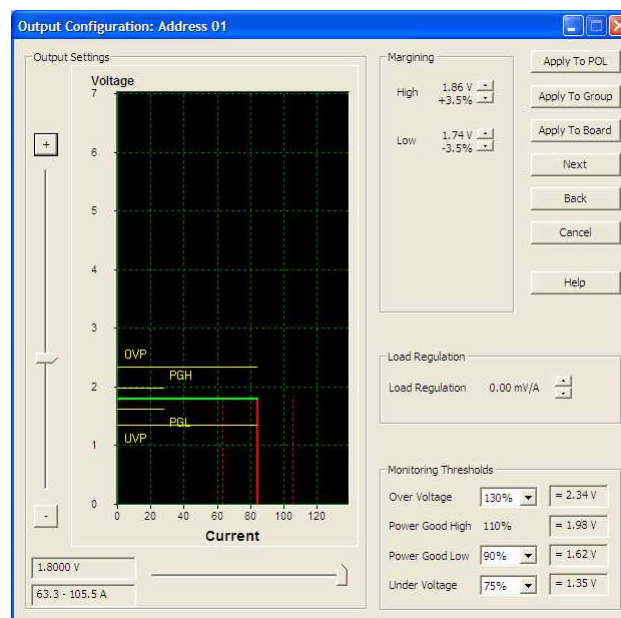 Output Configuration: Address 01
Output Settings
Voltage
7
6
5
4
3
2
1
0
OVP
PGH
PGL
UVP
0 20 40 60 80 100 120
Current
+
-
1.8000 V
63.3 - 105.5 A
Margining
High 1.86 V
+3.5%
Low 1.74 V
-3.5%
Apply To POL
Apply To Group
Apply To Board
Next
Back
Cancel
Help
Load Regulation
Load Regulation 0.00 mV/A
Monitoring Thresholds
Over Voltage 130% = 2.34 V
Power Good High 110% = 1.98 V
Power Good Low 90% = 1.62 V
Under Voltage 75% = 1.35 V